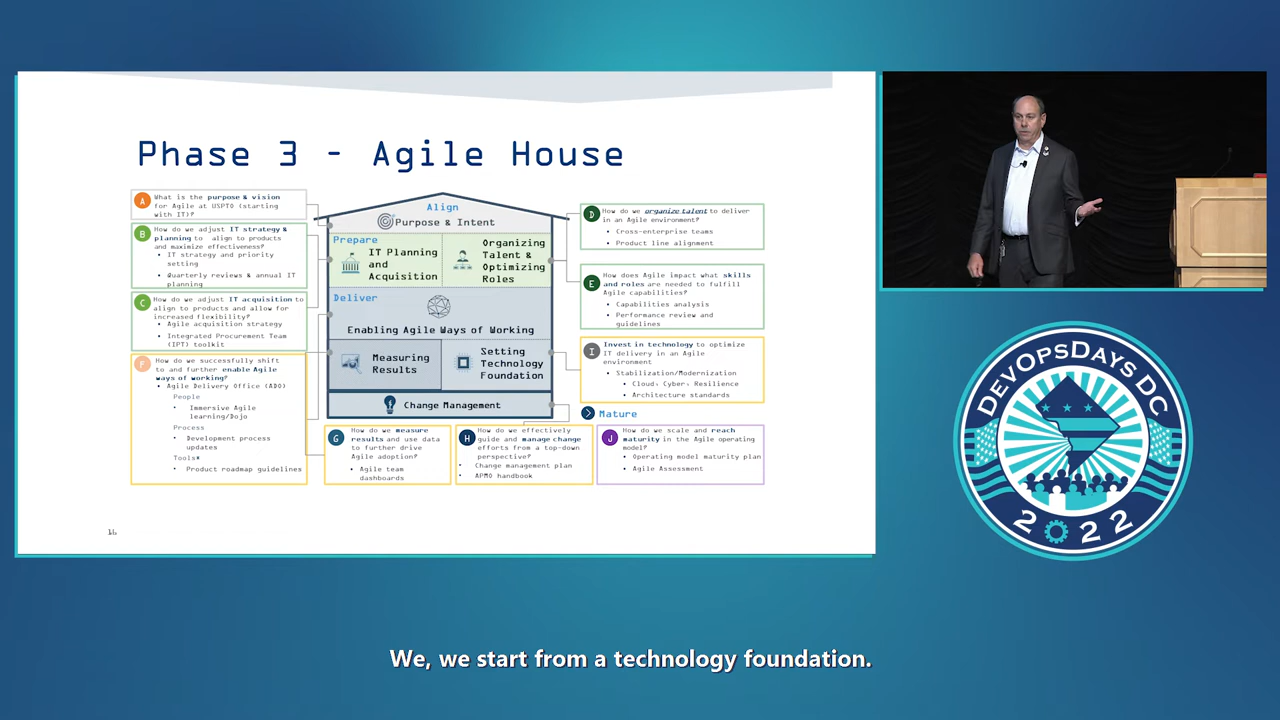 Phase 3 - Agile House
A
What is the purpose & vision
for Agile at USPTO (starting
with IT)?
B
How do we adjust IT strategy &
planning to align to products
and maximize effectiveness?
• IT strategy and priority
setting
• Quarterly reviews & annual IT
planning
C
How do we adjust IT acquisition to
align to products and allow for
increased flexibility?
• Agile acquisition strategy
• Integrated Procurement Team
(IPT) toolkit
F
How do we successfully shift
to and further enable Agile
ways of working?
• Agile Delivery Office (ADO)
People
• Immersive Agile
learning/Dojo
Process
• Development process
updates
Tools*
• Product roadmap guidelines
Align
Purpose & Intent
Prepare
IT Planning
and
Acquisition
Organizing
Talent &
Optimizing
Roles
Deliver
Enabling Agile Ways of Working
Measuring
Results
Setting
Technology
Foundation
Change Management
D
How do we organize talent to deliver
in an Agile environment?
• Cross-enterprise teams
• Product line alignment
E
How does Agile impact what skills
and roles are needed to fulfill
Agile capabilities?
• Capabilities analysis
• Performance review and
guidelines
I
Invest in technology to optimize
IT delivery in an Agile
environment
• Stabilization/Modernization
• Cloud, Cyber, Resilience
• Architecture standards
Mature
G
How do we measure
results and use data
to further drive
Agile adoption?
• Agile team
dashboards
H
How do we effectively
guide and manage change
efforts from a top-down
perspective?
• Change management plan
• APMO handbook
J
How do we scale and reach
maturity in the Agile operating
model?
• Operating model maturity plan
• Agile Assessment
16
DEVOPSDAYS DC
2022
We, we start from a technology foundation.